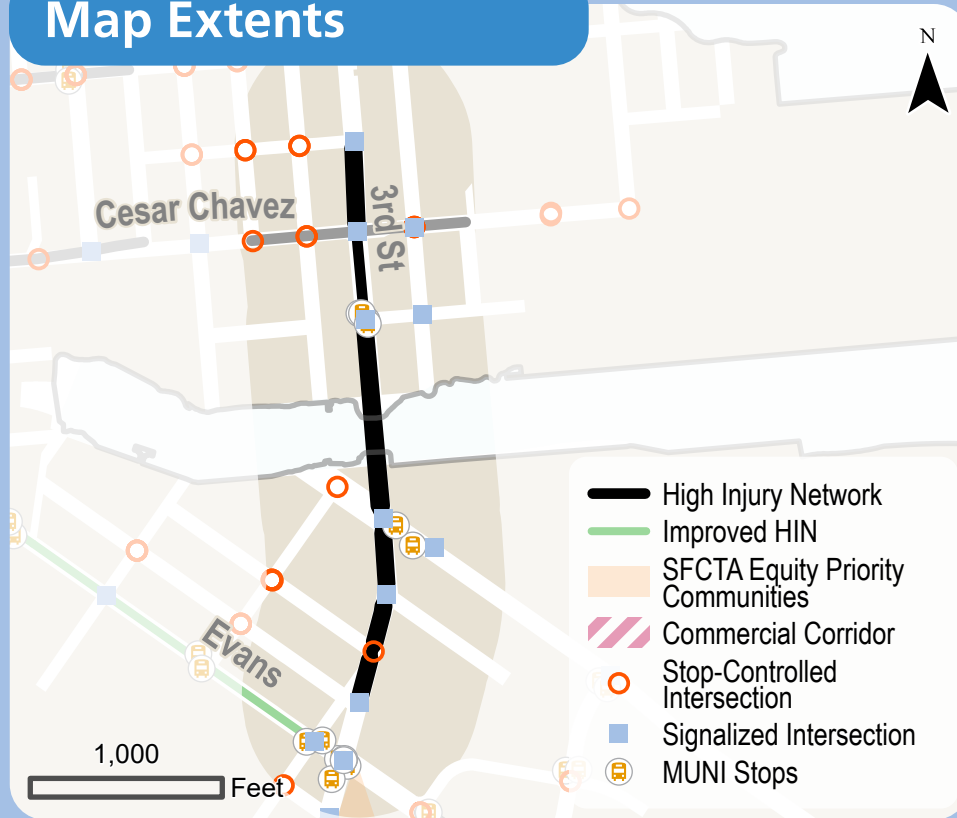 Map Extents
N
Cesar Chavez
3rd St
Evans
High Injury Network
Improved HIN
SFCTA Equity Priority
Communities
Commercial Corridor
Stop-Controlled
Intersection
Signalized Intersection
MUNI Stops
1,000
Feet